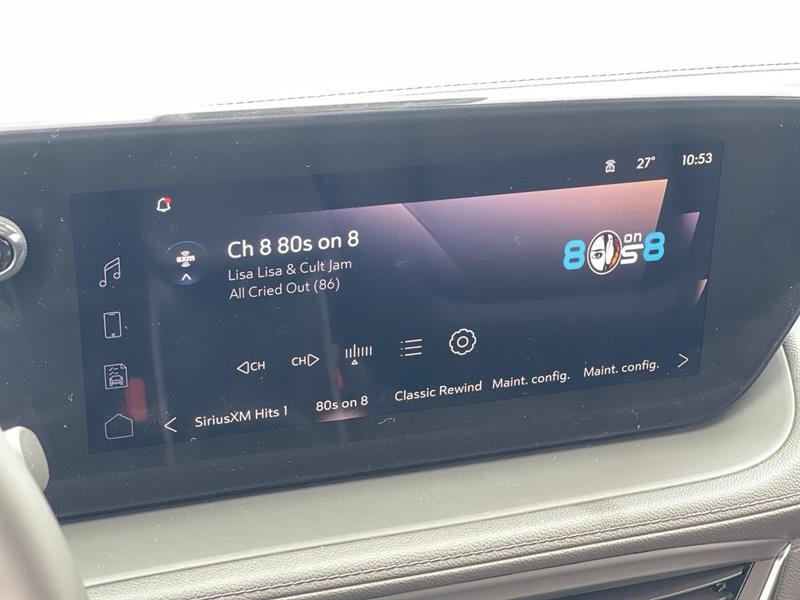 27° 10:53
sxm
Ch 8 80s on 8
Lisa Lisa & Cult Jam
All Cried Out (86)
80s on 8
CH CH
SiriusXM Hits 1 80s on 8 Classic Rewind Maint. config. Maint. config.